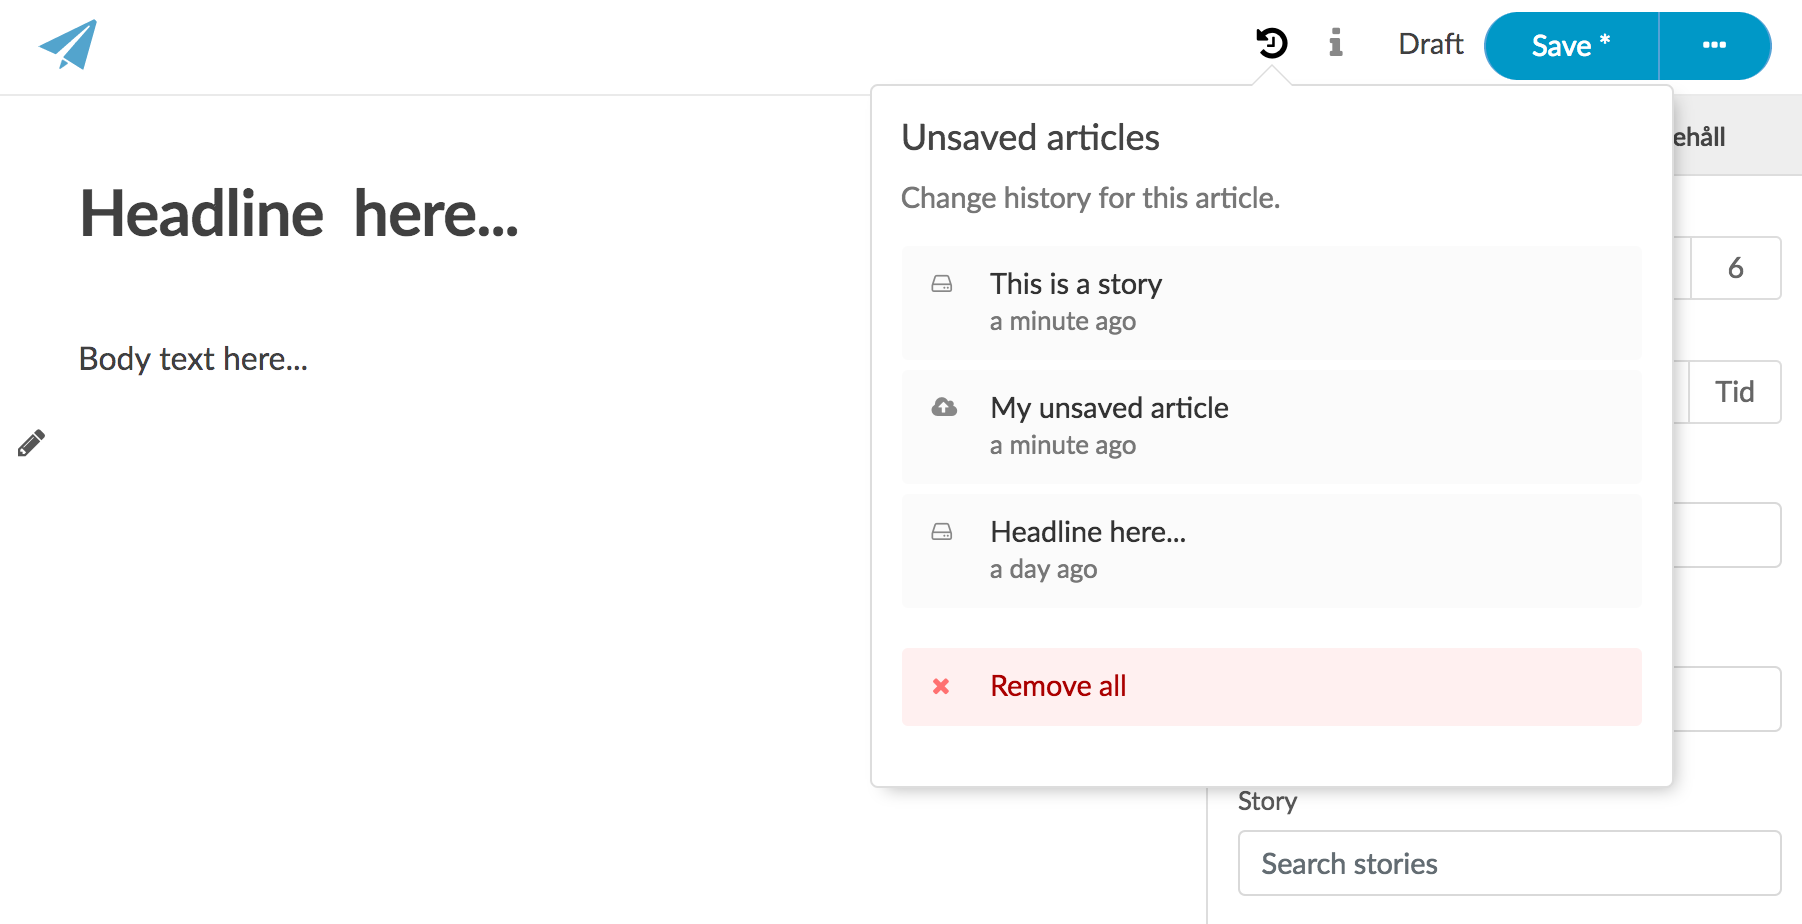 Draft
Save *
Unsaved articles
Change history for this article.
This is a story
a minute ago
My unsaved article
a minute ago
Headline here...
a day ago
Remove all
Headline  here...
Body text here...
ehåll
6
Tid
Story
Search stories